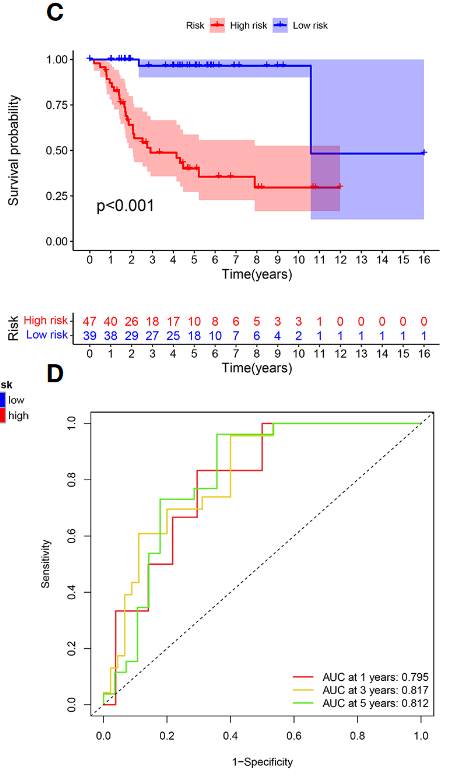 C
Risk High risk Low risk
1.00
0.75
0.50
0.25
0.00
Survival probability
p<0.001
0 1 2 3 4 5 6 7 8 9 10 11 12 13 14 15 16
Time(years)
Risk
High risk 47 40 26 18 17 10 8 6 5 3 3 1 0 0 0 0 0
Low risk 39 38 29 27 25 18 10 7 6 4 2 1 1 1 1 1 1
0 1 2 3 4 5 6 7 8 9 10 11 12 13 14 15 16
Time(years)
D
sk
low
high
1.0
0.8
0.6
0.4
0.2
0.0
Sensitivity
AUC at 1 years: 0.795
AUC at 3 years: 0.817
AUC at 5 years: 0.812
0.0 0.2 0.4 0.6 0.8 1.0
1−Specificity